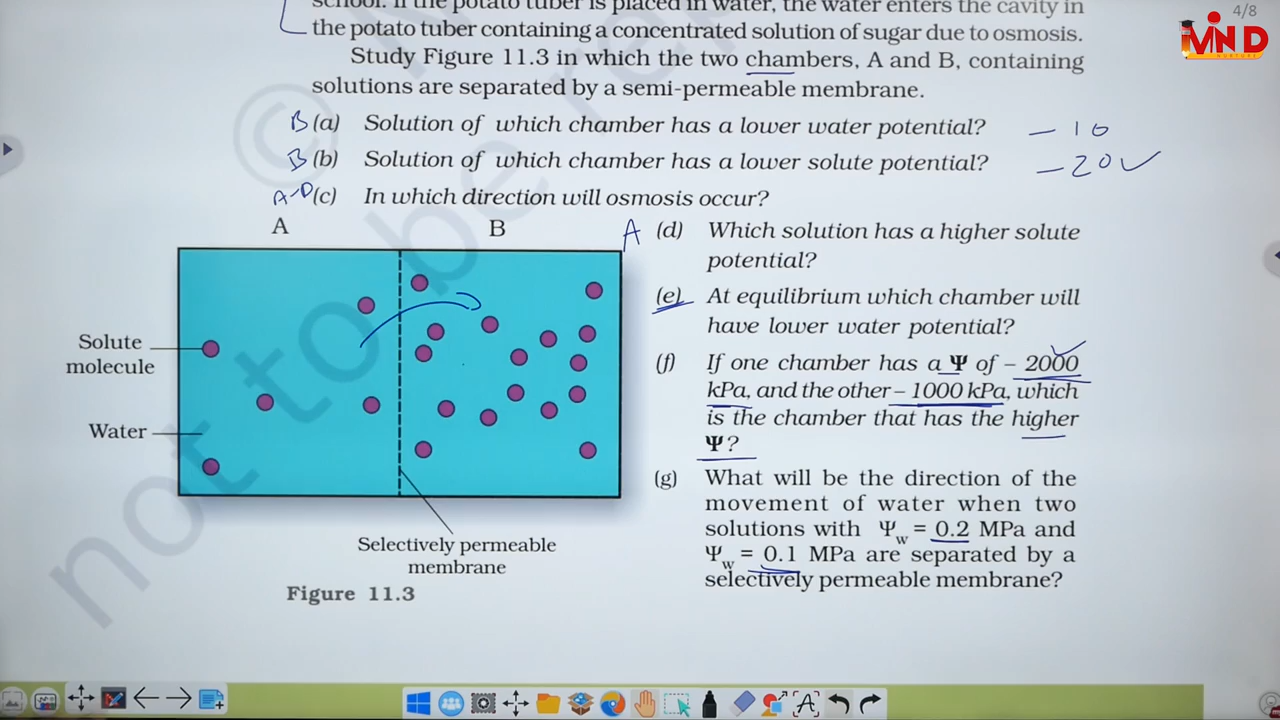 school. If the potato tuber is placed in water, the water enters the cavity in
the potato tuber containing a concentrated solution of sugar due to osmosis.
Study Figure 11.3 in which the two chambers, A and B, containing
solutions are separated by a semi-permeable membrane.
B (a) Solution of which chamber has a lower water potential? – 10
B (b) Solution of which chamber has a lower solute potential? – 20 ✓
(c) In which direction will osmosis occur?
A B
A (d) Which solution has a higher solute
potential?
(e) At equilibrium which chamber will
have lower water potential?
(f) If one chamber has a Ψ of – 2000
kPa, and the other – 1000 kPa, which
is the chamber that has the higher
Ψ?
(g) What will be the direction of the
movement of water when two
solutions with Ψw = 0.2 MPa and
Ψw = 0.1 MPa are separated by a
selectively permeable membrane?
Solute
molecule
Water
Selectively permeable
membrane
Figure 11.3
© not to be re
4/8
MIND